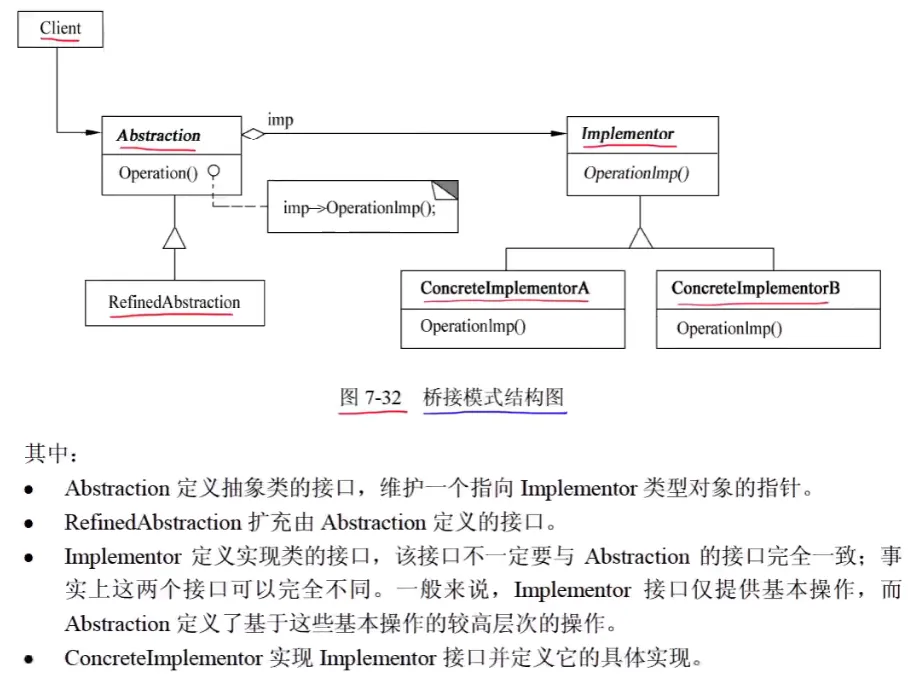 Client
Abstraction
imp
Implementor
Operation()
OperationImp()
imp->OperationImp();
RefinedAbstraction
ConcreteImplementorA
ConcreteImplementorB
OperationImp()
OperationImp()
图 7-32 桥接模式结构图
其中：
● Abstraction 定义抽象类的接口，维护一个指向 Implementor 类型对象的指针。
● RefinedAbstraction 扩充由 Abstraction 定义的接口。
● Implementor 定义实现类的接口，该接口不一定要与 Abstraction 的接口完全一致；事
实上这两个接口可以完全不同。一般来说，Implementor 接口仅提供基本操作，而
Abstraction 定义了基于这些基本操作的较高层次的操作。
● ConcreteImplementor 实现 Implementor 接口并定义它的具体实现。